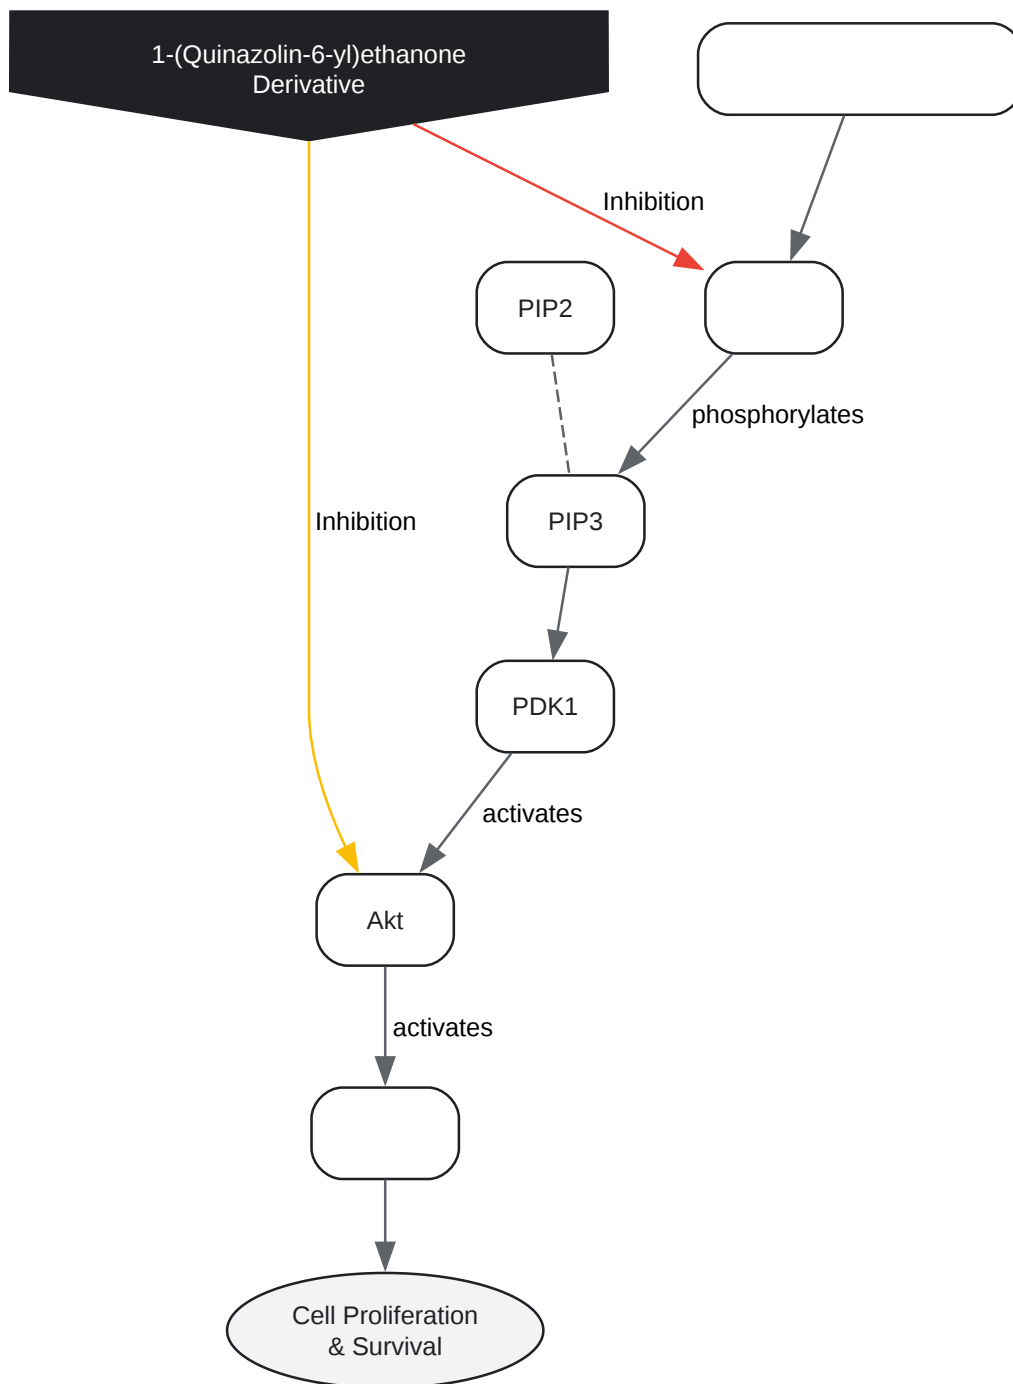 1-(Quinazolin-6-yl)ethanone
Derivative
Inhibition
PIP2
phosphorylates
PIP3
Inhibition
PDK1
activates
Akt
activates
Cell Proliferation
& Survival